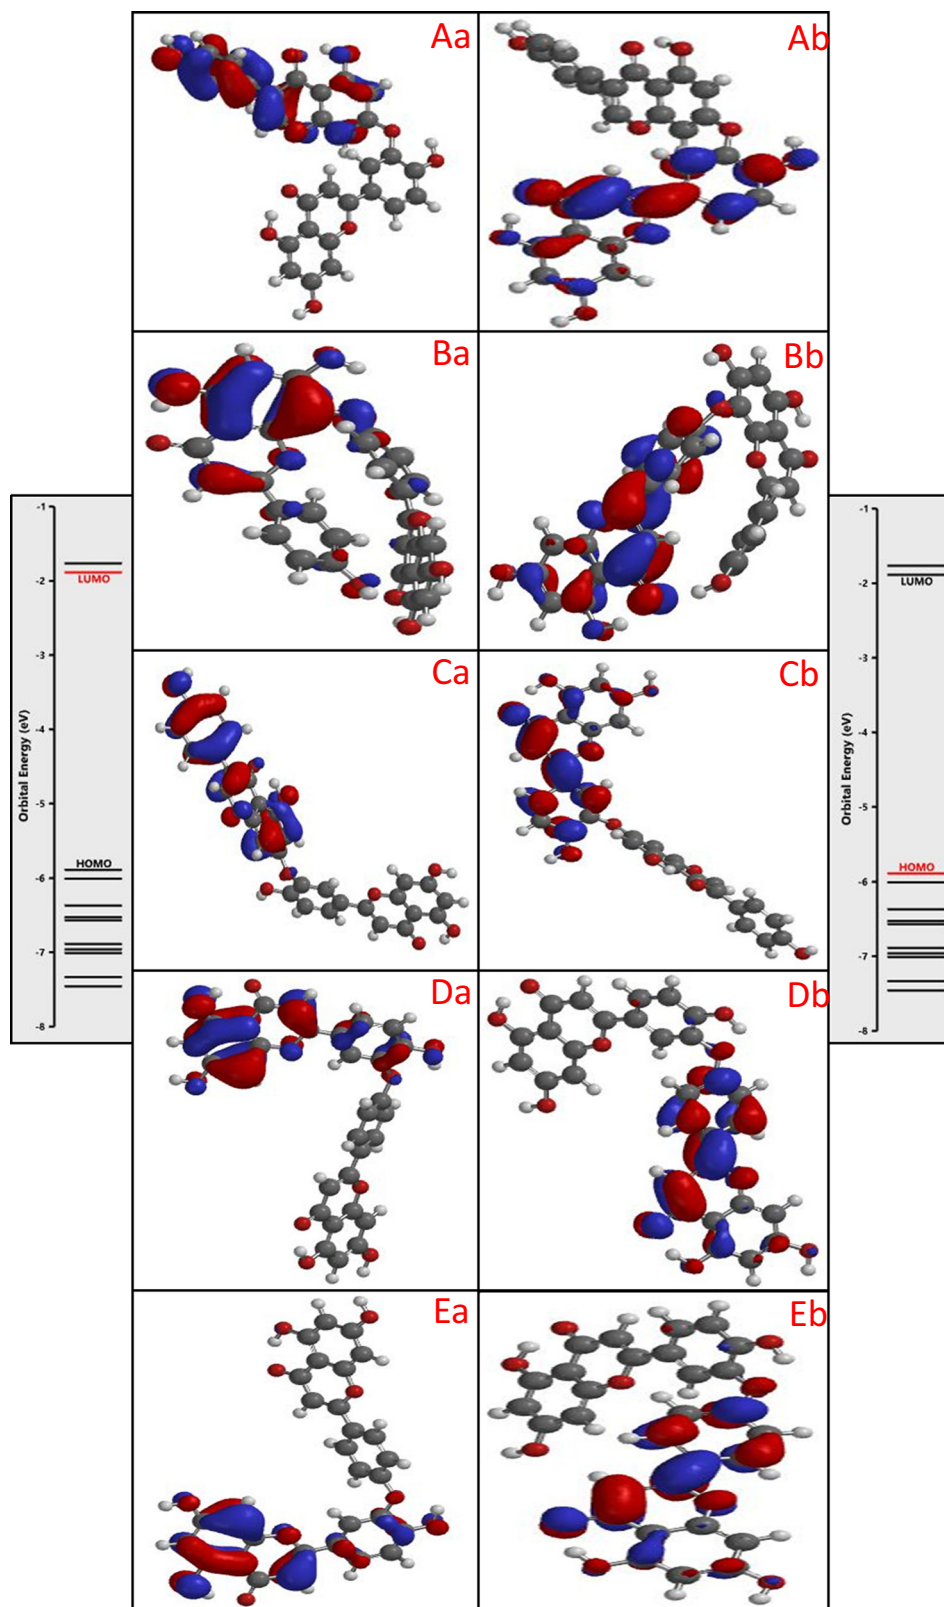 Aa
Ab
Ba
Bb
Ca
Cb
Da
Db
Ea
Eb
Orbital Energy (eV)
-1
-2
-3
-4
-5
-6
-7
-8
LUMO
HOMO
Orbital Energy (eV)
-1
-2
-3
-4
-5
-6
-7
-8
LUMO
HOMO